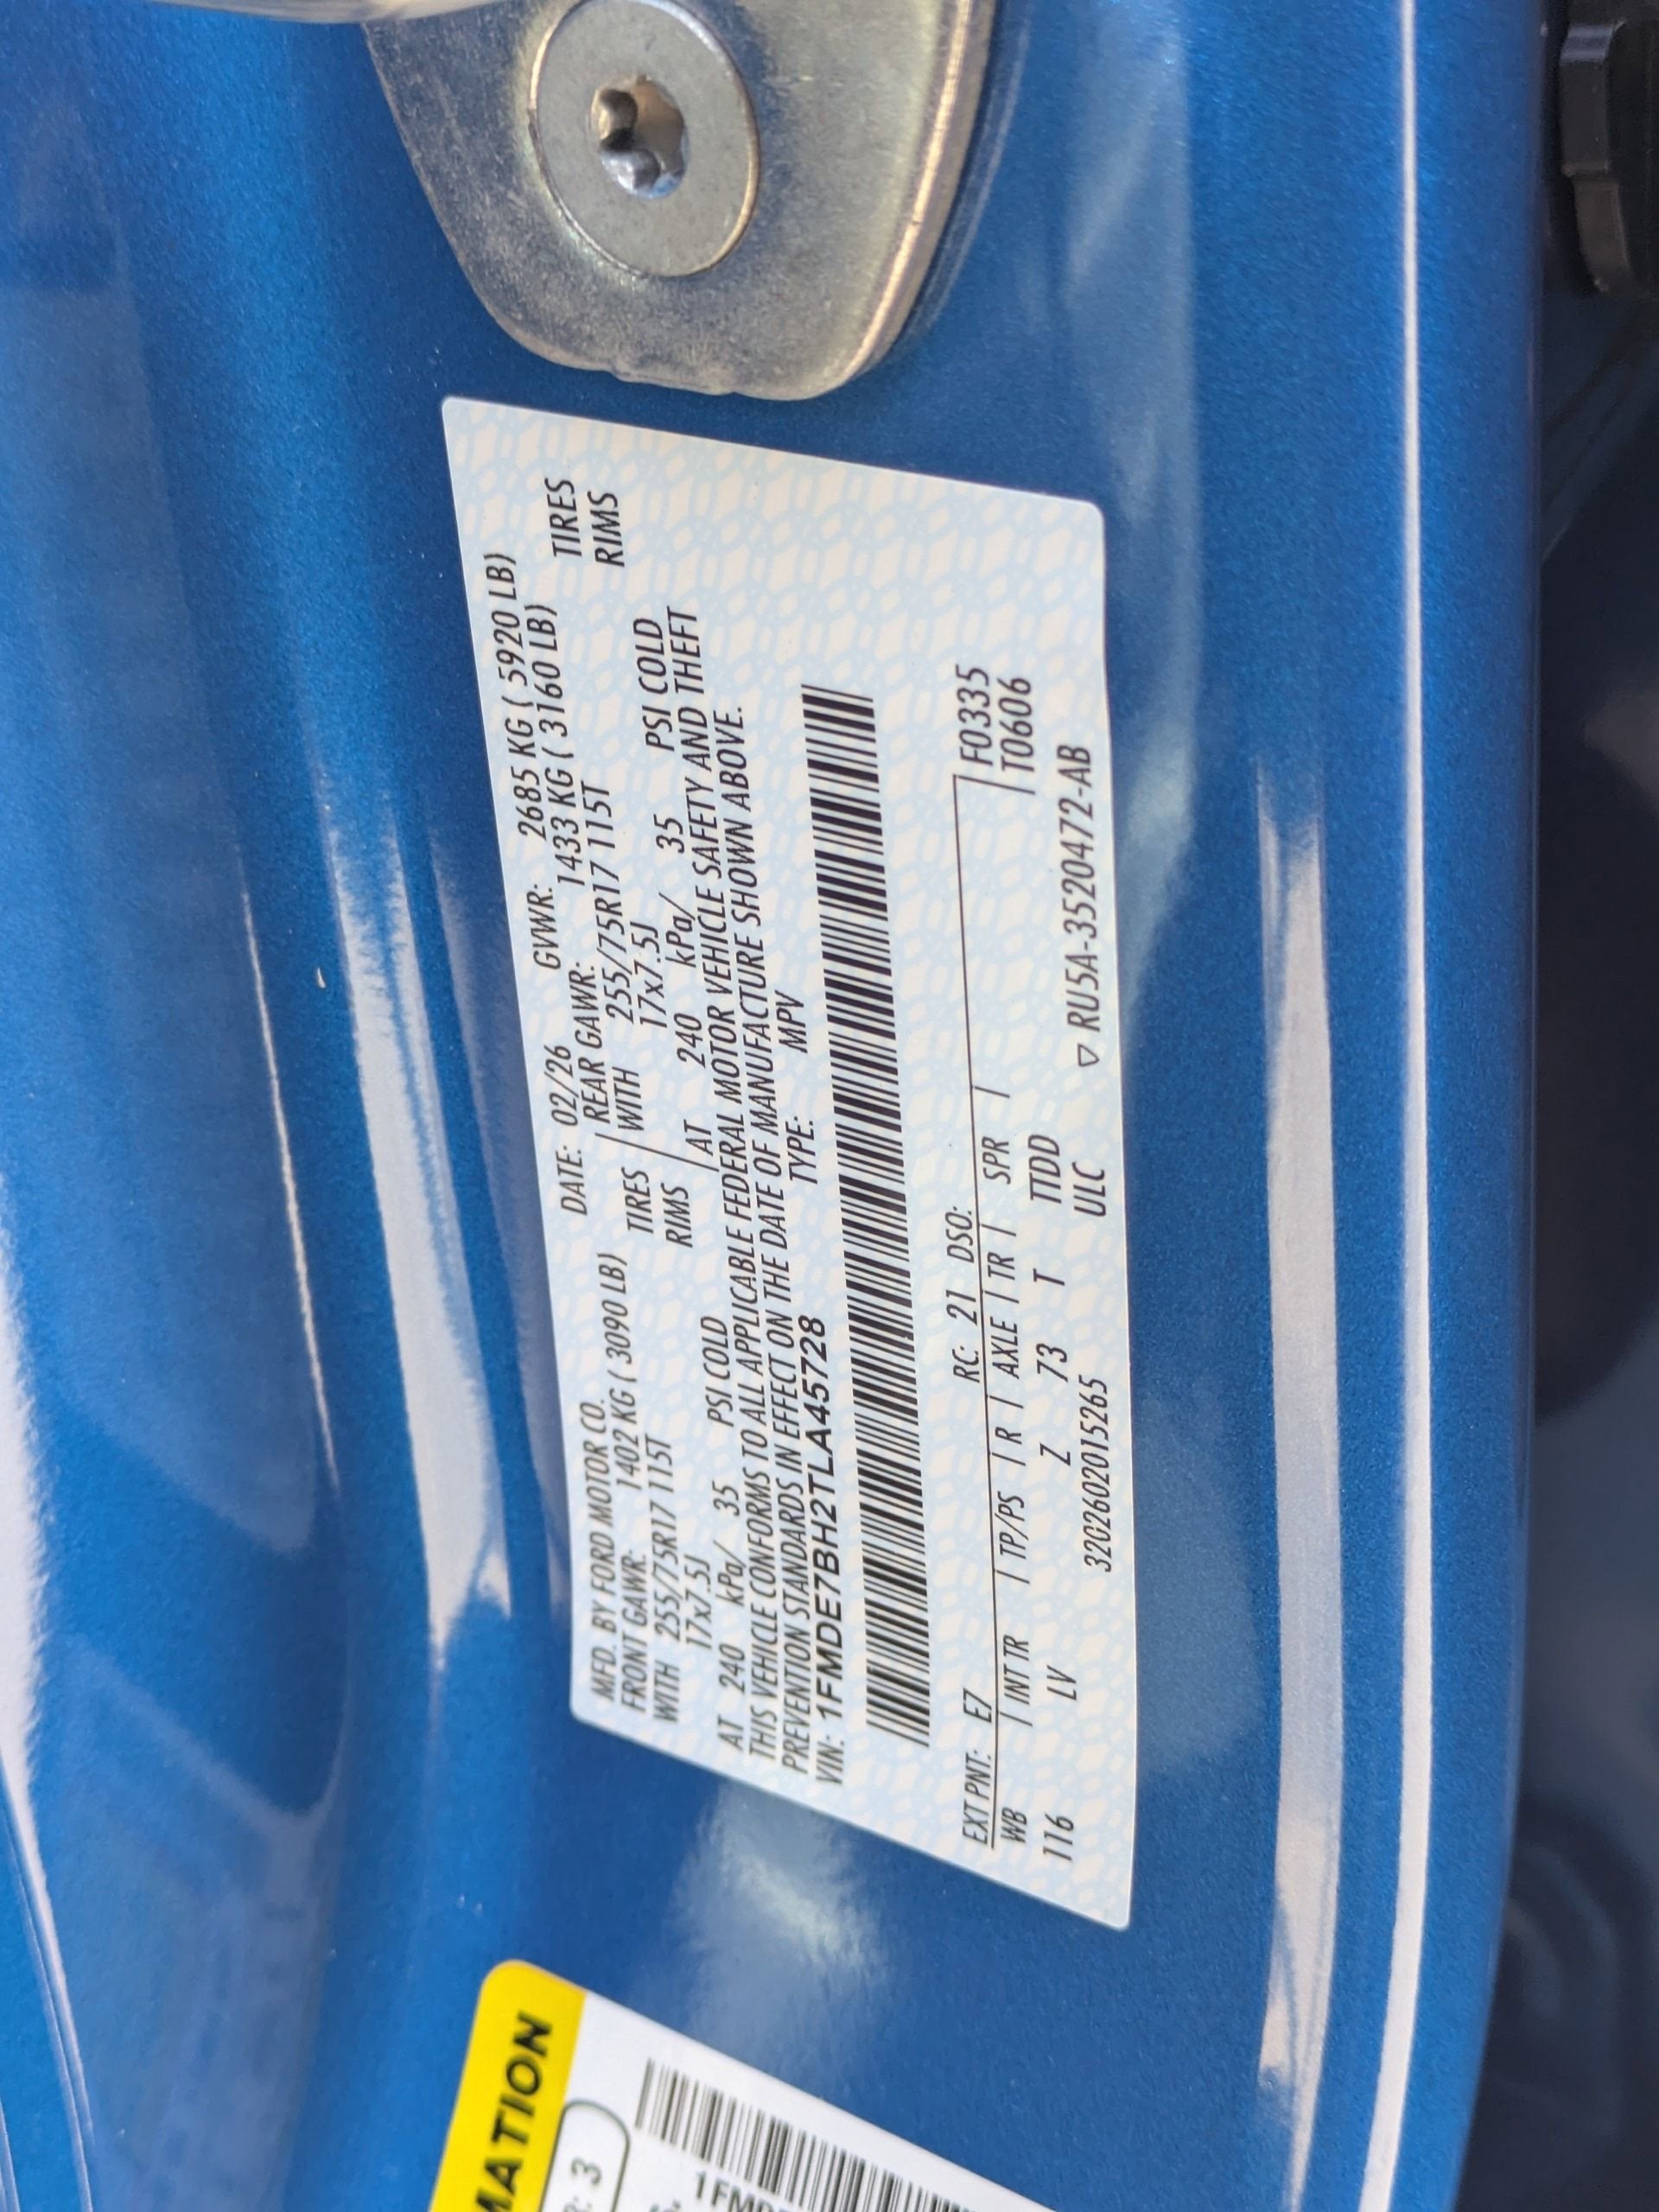 MFD. BY FORD MOTOR CO. DATE: 02/26 GVWR: 2685 KG ( 5920 LB)
FRONT GAWR: 1402 KG ( 3090 LB) REAR GAWR: 1433 KG ( 3160 LB)
WITH 255/75R17 115T TIRES WITH 255/75R17 115T TIRES
17x7.5J RIMS 17x7.5J RIMS
AT 240 kPa/ 35 PSI COLD AT 240 kPa/ 35 PSI COLD
THIS VEHICLE CONFORMS TO ALL APPLICABLE FEDERAL MOTOR VEHICLE SAFETY AND THEFT
PREVENTION STANDARDS IN EFFECT ON THE DATE OF MANUFACTURE SHOWN ABOVE.
VIN: 1FMDE7BH2TLA45728 TYPE: MPV
EXT PNT: E7 RC: 21 DSO: F0335
WB | INT TR | TP/PS | R | AXLE | TR | SPR | T0606
116 LV Z 73 T TTDD
3202602015265 ULC ▽ RU5A-3520472-AB
MATION
R: 3